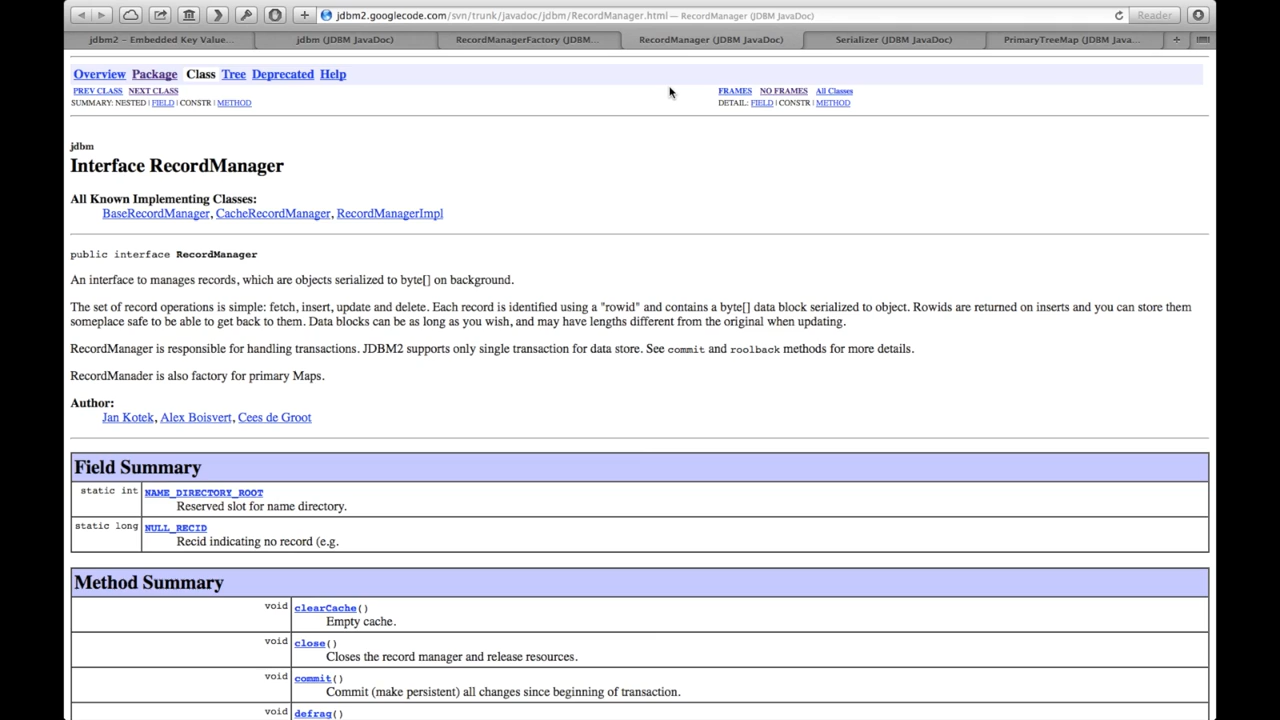 jdbm2.googlecode.com/svn/trunk/javadoc/jdbm/RecordManager.html — RecordManager (JDBM JavaDoc)
Reader
jdbm2 – Embedded Key Value...
jdbm (JDBM JavaDoc)
RecordManagerFactory (JDBM...
RecordManager (JDBM JavaDoc)
Serializer (JDBM JavaDoc)
PrimaryTreeMap (JDBM Java...
Overview Package Class Tree Deprecated Help
PREV CLASS NEXT CLASS
FRAMES NO FRAMES All Classes
SUMMARY: NESTED | FIELD | CONSTR | METHOD
DETAIL: FIELD | CONSTR | METHOD
jdbm
Interface RecordManager
All Known Implementing Classes:
BaseRecordManager, CacheRecordManager, RecordManagerImpl
public interface RecordManager
An interface to manages records, which are objects serialized to byte[] on background.
The set of record operations is simple: fetch, insert, update and delete. Each record is identified using a "rowid" and contains a byte[] data block serialized to object. Rowids are returned on inserts and you can store them
someplace safe to be able to get back to them. Data blocks can be as long as you wish, and may have lengths different from the original when updating.
RecordManager is responsible for handling transactions. JDBM2 supports only single transaction for data store. See commit and roolback methods for more details.
RecordManader is also factory for primary Maps.
Author:
Jan Kotek, Alex Boisvert, Cees de Groot
Field Summary
static int NAME_DIRECTORY_ROOT
Reserved slot for name directory.
static long NULL_RECID
Recid indicating no record (e.g.
Method Summary
void clearCache()
Empty cache.
void close()
Closes the record manager and release resources.
void commit()
Commit (make persistent) all changes since beginning of transaction.
void defrag()